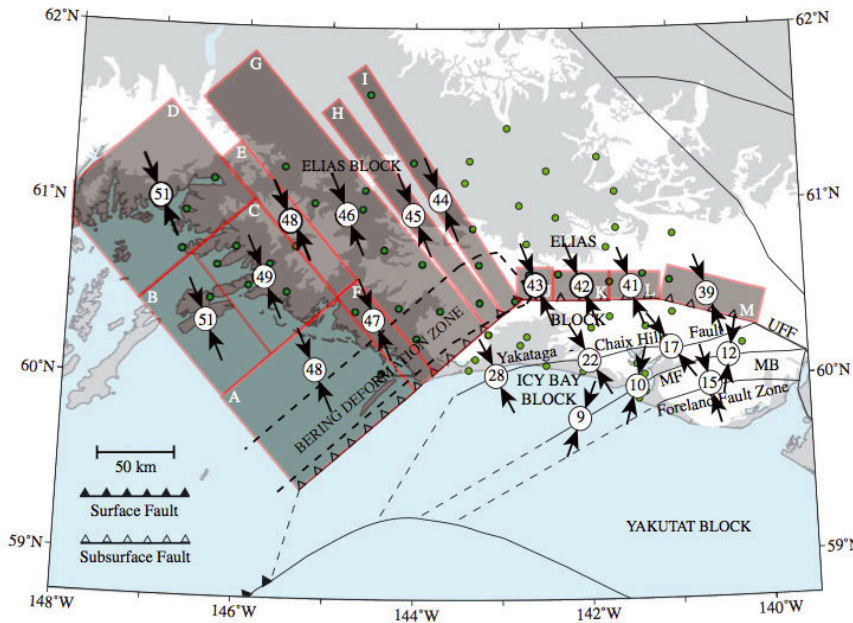 62°N
62°N
G
I
H
D
E
ELIAS BLOCK
61°N
61°N
51
44
48
46
45
C
ELIAS
49
43
42
41
39
B
K
L
M
51
F
47
BLOCK
Chaix Hill
Fault
UFF
60°N
60°N
48
BERING DEFORMATION ZONE
Yakataga
28
22
17
12
ICY BAY
BLOCK
MF
MB
10
15
A
9
Foreland Fault Zone
50 km
Surface Fault
Subsurface Fault
YAKUTAT BLOCK
59°N
59°N
148°W
146°W
144°W
142°W
140°W